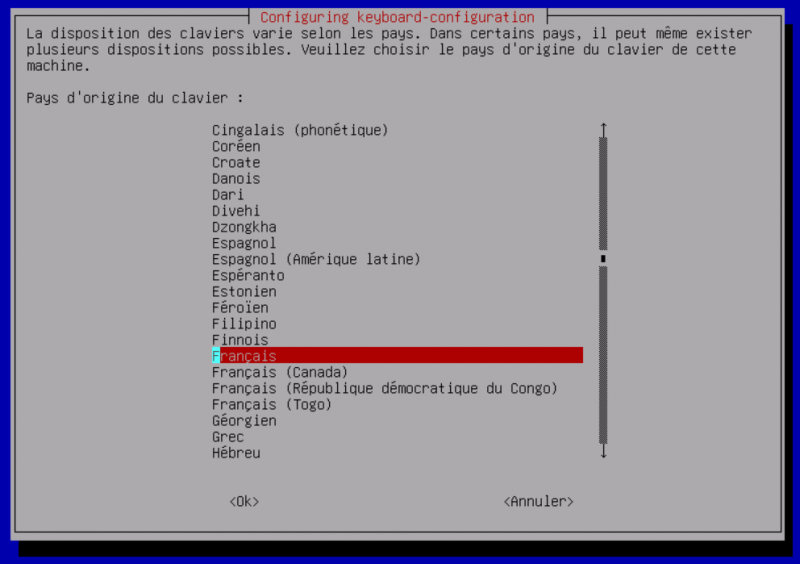 Configuring keyboard-configuration
La disposition des claviers varie selon les pays. Dans certains pays, il peut même exister
plusieurs dispositions possibles. Veuillez choisir le pays d'origine du clavier de cette
machine.
Pays d'origine du clavier :
Cingalais (phonétique)
Coréen
Croate
Danois
Dari
Divehi
Dzongkha
Espagnol
Espagnol (Amérique latine)
Espéranto
Estonien
Féroïen
Filipino
Finnois
Français
Français (Canada)
Français (République démocratique du Congo)
Français (Togo)
Géorgien
Grec
Hébreu
<Ok> <Annuler>